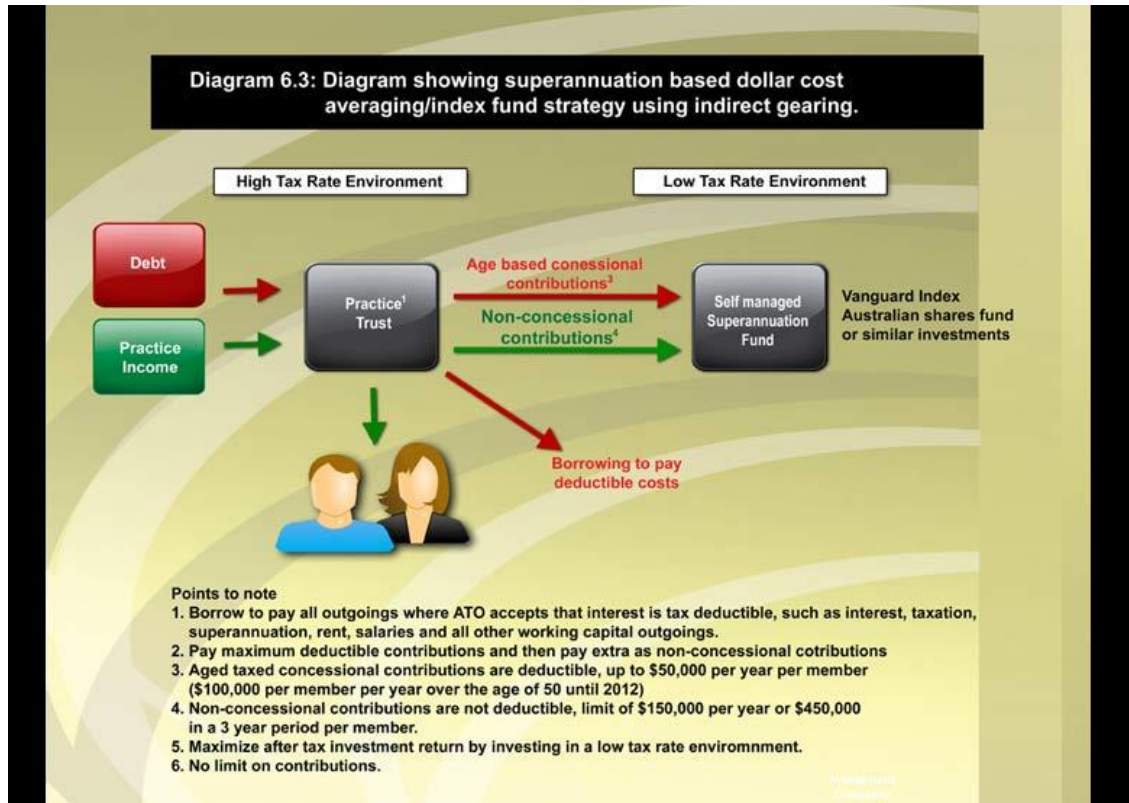 Diagram 6.3: Diagram showing superannuation based dollar cost
averaging/index fund strategy using indirect gearing.
High Tax Rate Environment
Low Tax Rate Environment
Debt
Practice
Income
Practice¹
Trust
Age based conessional
contributions³
Non-concessional
contributions⁴
Self managed
Superannuation
Fund
Vanguard Index
Australian shares fund
or similar investments
Borrowing to pay
deductible costs
Points to note
1. Borrow to pay all outgoings where ATO accepts that interest is tax deductible, such as interest, taxation,
superannuation, rent, salaries and all other working capital outgoings.
2. Pay maximum deductible contributions and then pay extra as non-concessional cotributions
3. Aged taxed concessional contributions are deductible, up to $50,000 per year per member
($100,000 per member per year over the age of 50 until 2012)
4. Non-concessional contributions are not deductible, limit of $150,000 per year or $450,000
in a 3 year period per member.
5. Maximize after tax investment return by investing in a low tax rate enviromnment.
6. No limit on contributions.